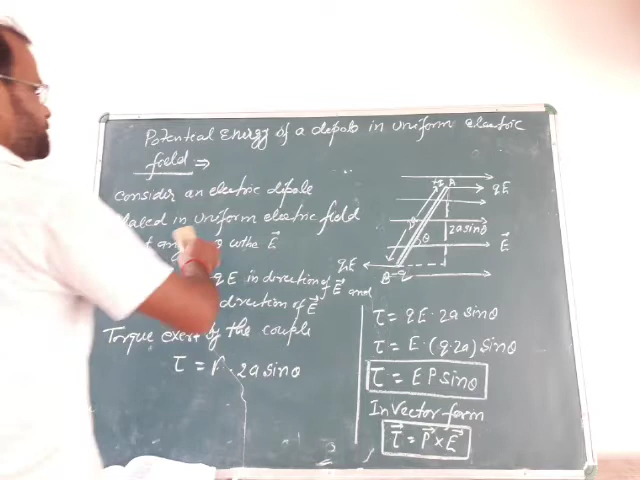 Potential Energy of a dipole in uniform electric
field ⇒
Consider an electric dipole
placed in uniform electric field
θ with E⃗
qE in direction of E⃗ and
direction of E⃗
Torque exert by the couple
τ = F · 2a sinθ
+q A
qE
2a sinθ
θ
E⃗
qE
B -q
τ = qE · 2a sinθ
τ = E · (q · 2a) sinθ
τ = EP sinθ
In Vector form
τ⃗ = P⃗ × E⃗